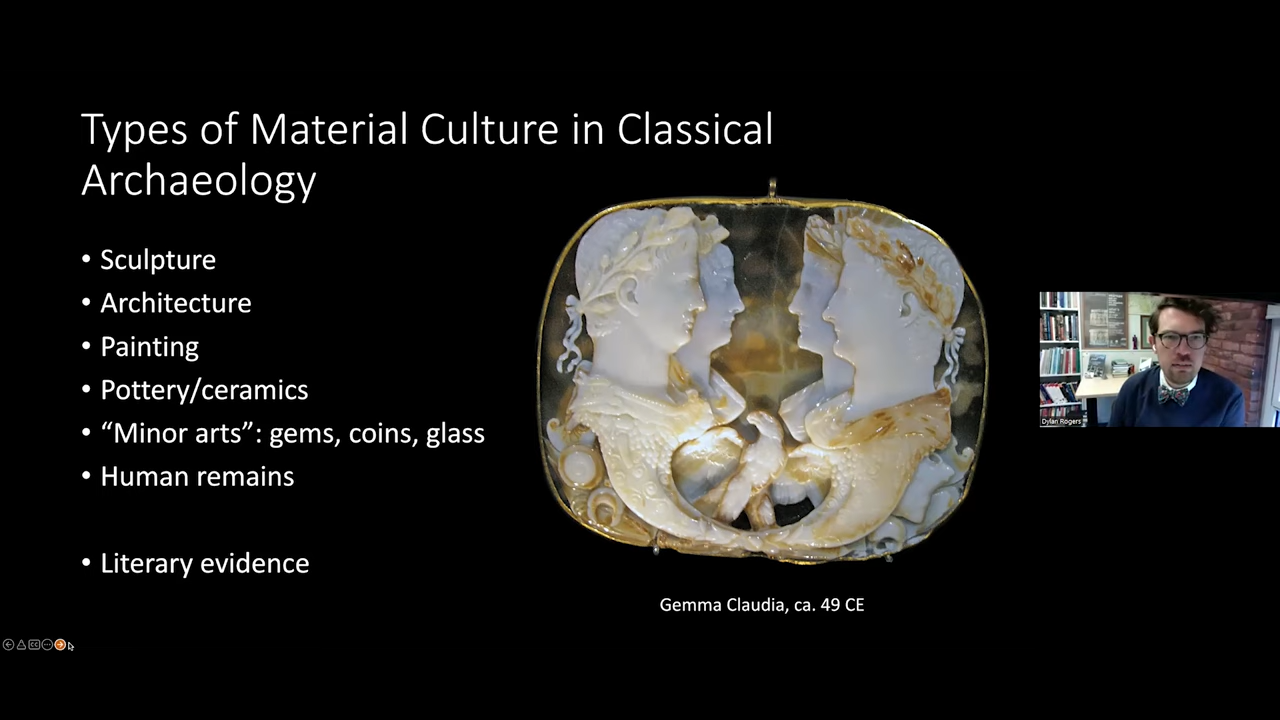 Types of Material Culture in Classical
Archaeology
• Sculpture
• Architecture
• Painting
• Pottery/ceramics
• “Minor arts”: gems, coins, glass
• Human remains
• Literary evidence
Gemma Claudia, ca. 49 CE
Dylan Rogers